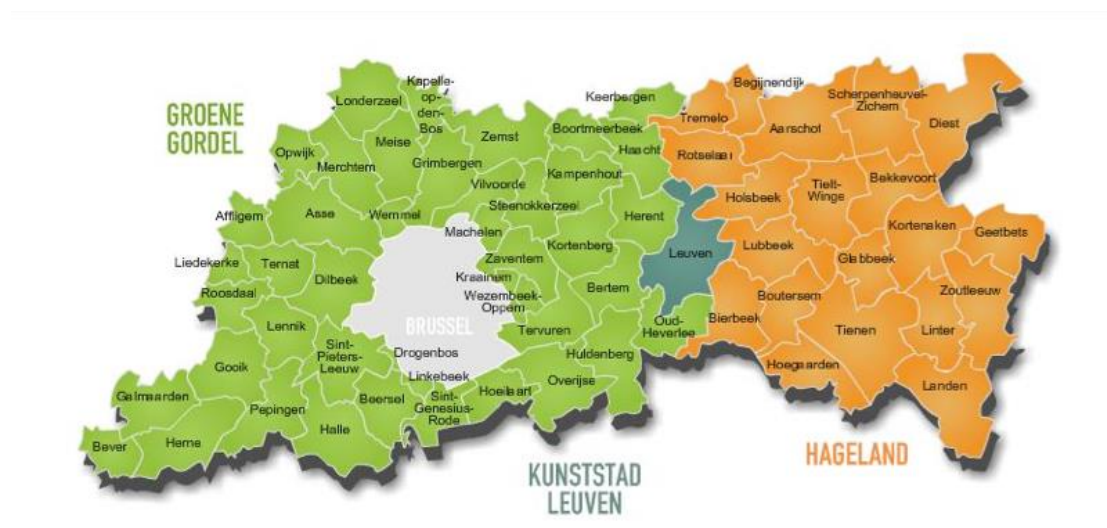 GROENE
GORDEL
Kapelle-
op-
den-
Bos
Londerzeel
Meise
Zemst
Keerbergen
Boortmeerbeek
Haacht
Opwijk
Merchtem
Grimbergen
Vilvoorde
Kampenhout
Steenokkerzeel
Affligem
Asse
Wemmel
Machelen
Herent
Liedekerke
Ternat
Dilbeek
Zaventem
Kortenberg
Kraainem
Wezembeek-
Oppem
Bertem
Roosdaal
Lennik
BRUSSEL
Tervuren
Oud-
Heverlee
Gooik
Sint-
Pieters-
Leeuw
Drogenbos
Linkebeek
Huldenberg
Galmaarden
Pepingen
Beersel
Sint-
Genesius-
Rode
Hoeilaart
Overijse
Bever
Herne
Halle
Leuven
KUNSTSTAD
LEUVEN
Begijnendijk
Tremelo
Aarschot
Scherpenheuvel-
Zichem
Diest
Rotselaar
Holsbeek
Tielt-
Winge
Bekkevoort
Kortenaken
Geetbets
Lubbeek
Glabbeek
Zoutleeuw
Boutersem
Bierbeek
Tienen
Linter
Hoegaarden
Landen
HAGELAND